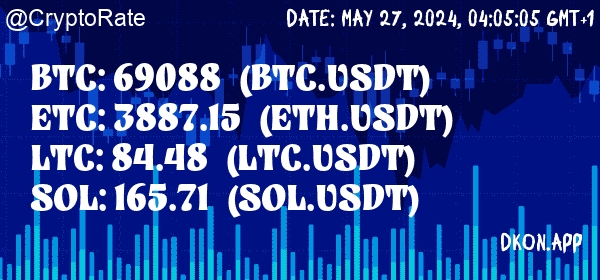 @CryptoRate
DATE: MAY 27, 2024, 04:05:05 GMT+1
BTC: 69088 (BTC.USDT)
ETC: 3887.15 (ETH.USDT)
LTC: 84.48 (LTC.USDT)
SOL: 165.71 (SOL.USDT)
DKON.APP